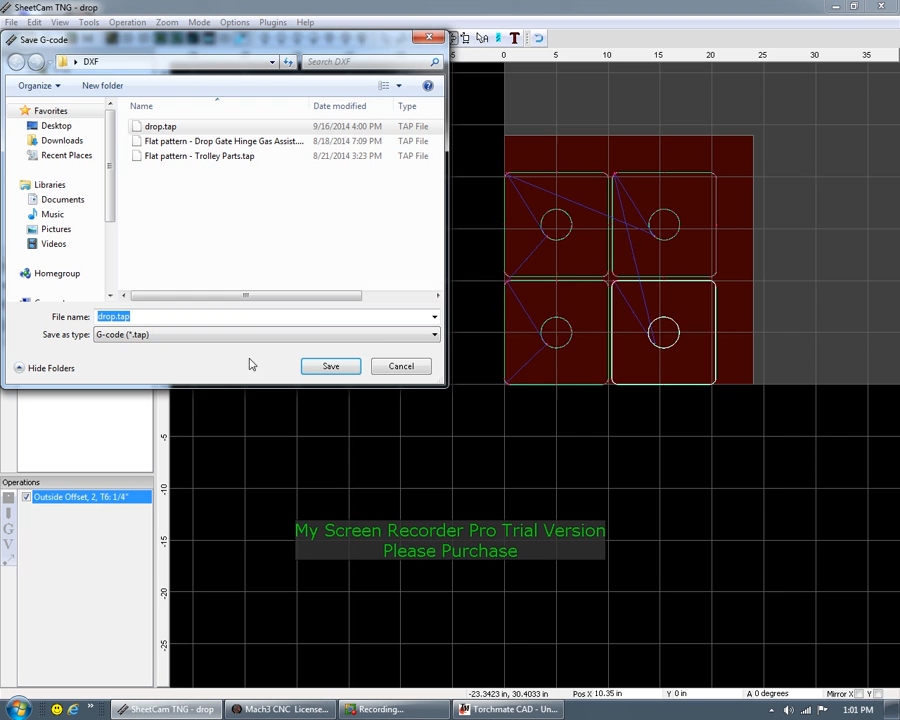 SheetCam TNG - drop
File Edit View Tools Operation Zoom Mode Options Plugins Help
Save G-code
DXF
Search DXF
Organize New folder
Favorites
Desktop
Downloads
Recent Places
Libraries
Documents
Music
Pictures
Videos
Homegroup
Name Date modified Type
drop.tap 9/16/2014 4:00 PM TAP File
Flat pattern - Drop Gate Hinge Gas Assist.... 8/18/2014 7:09 PM TAP File
Flat pattern - Trolley Parts.tap 8/21/2014 3:23 PM TAP File
File name: drop.tap
Save as type: G-code (*.tap)
Hide Folders Save Cancel
0 5 10 15 20 25 30 35
-5
-10
-15
-20
-25
Operations
Outside Offset, 2, T6: 1/4"
My Screen Recorder Pro Trial Version
Please Purchase
-23.3423 in, 30.4033 in Pos X 10.35 in Y 0 in A 0 degrees Mirror X Y
SheetCam TNG - drop Mach3 CNC License... Recording... Torchmate CAD - Un... 1:01 PM